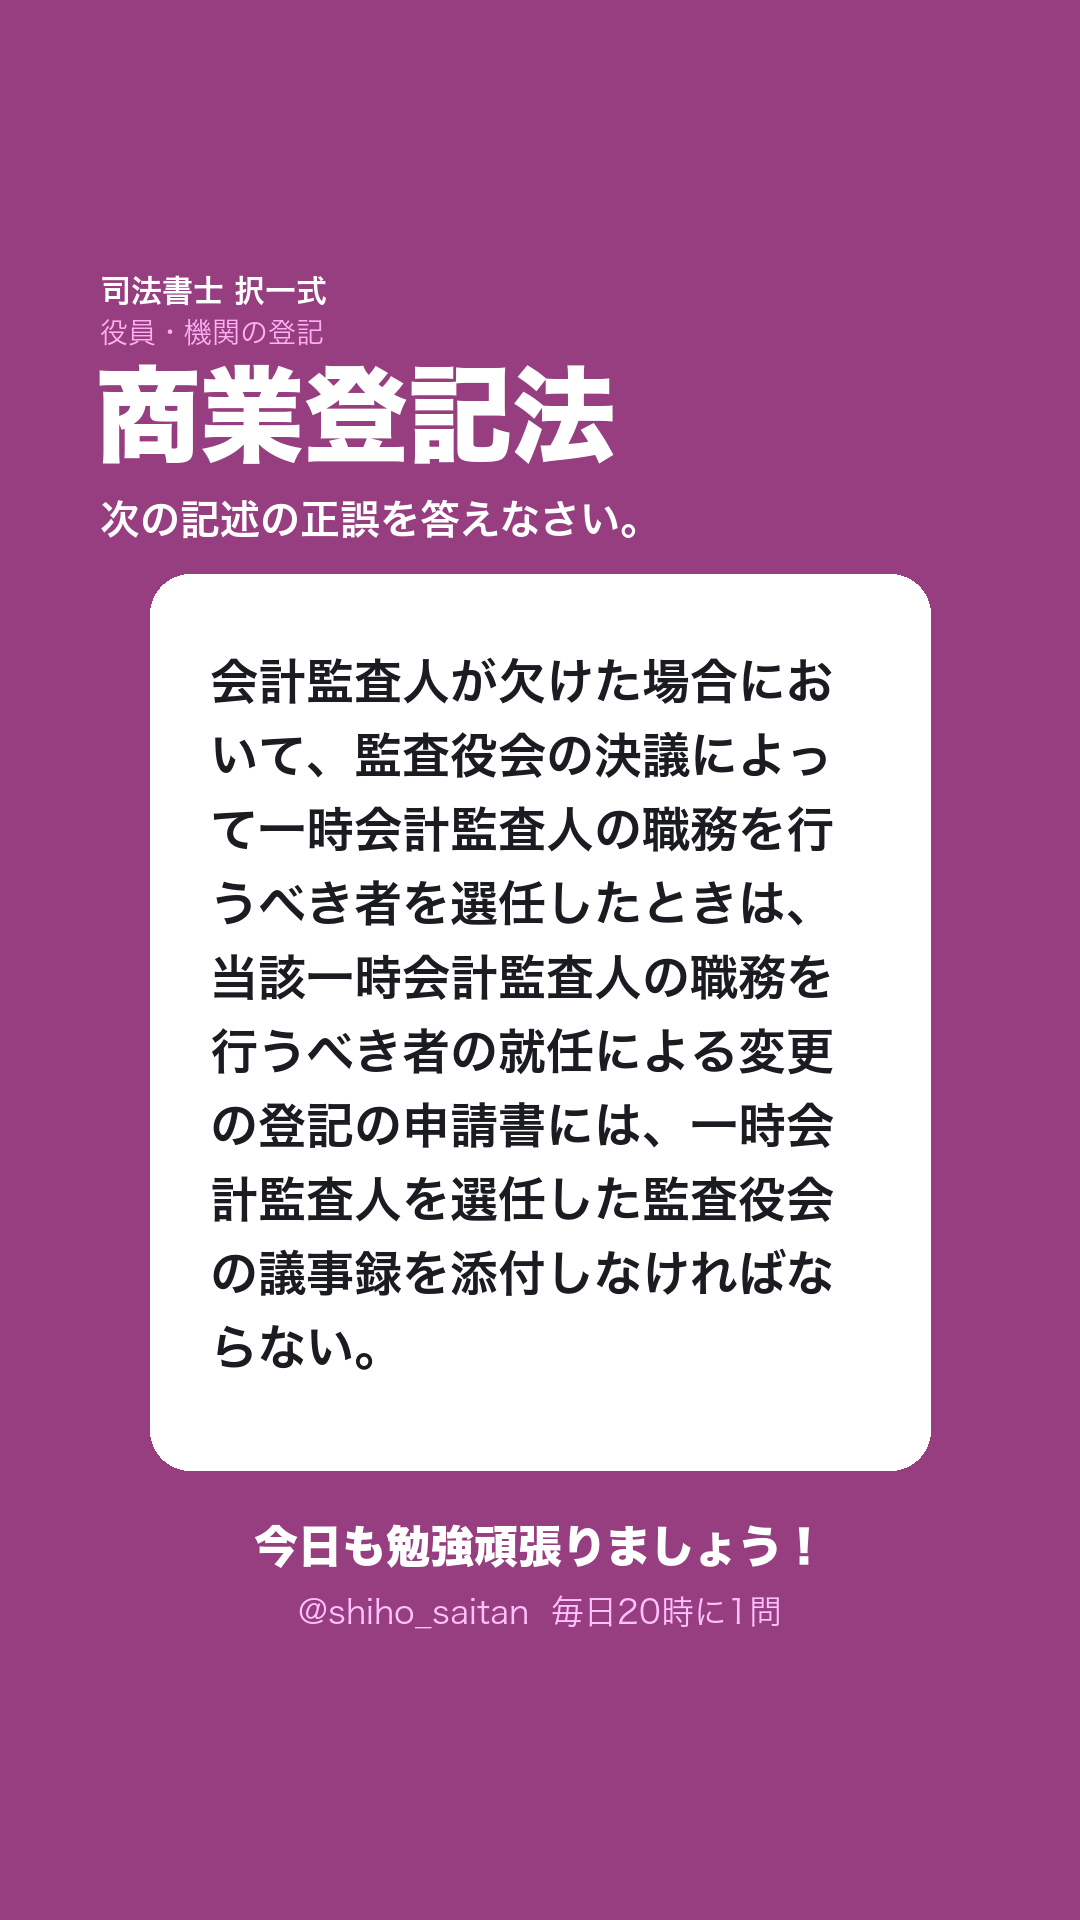 司法書士 択一式
役員・機関の登記
商業登記法
次の記述の正誤を答えなさい。
会計監査人が欠けた場合にお
いて、監査役会の決議によっ
て一時会計監査人の職務を行
うべき者を選任したときは、
当該一時会計監査人の職務を
行うべき者の就任による変更
の登記の申請書には、一時会
計監査人を選任した監査役会
の議事録を添付しなければな
らない。
今日も勉強頑張りましょう！
@shiho_saitan 毎日20時に1問